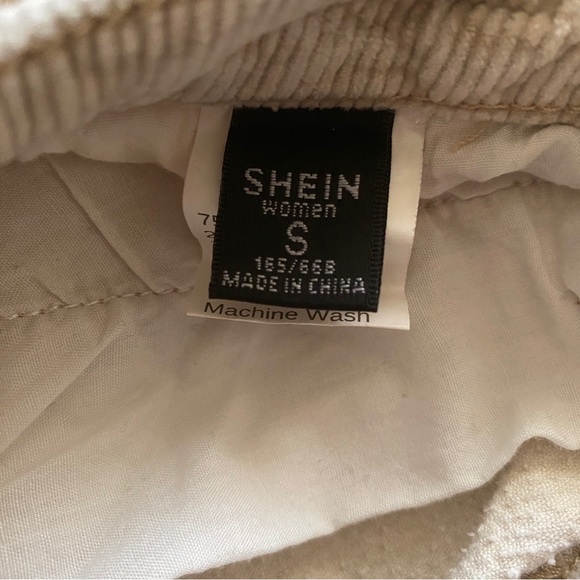 SHEIN
women
S
165/66B
MADE IN CHINA
Machine Wash